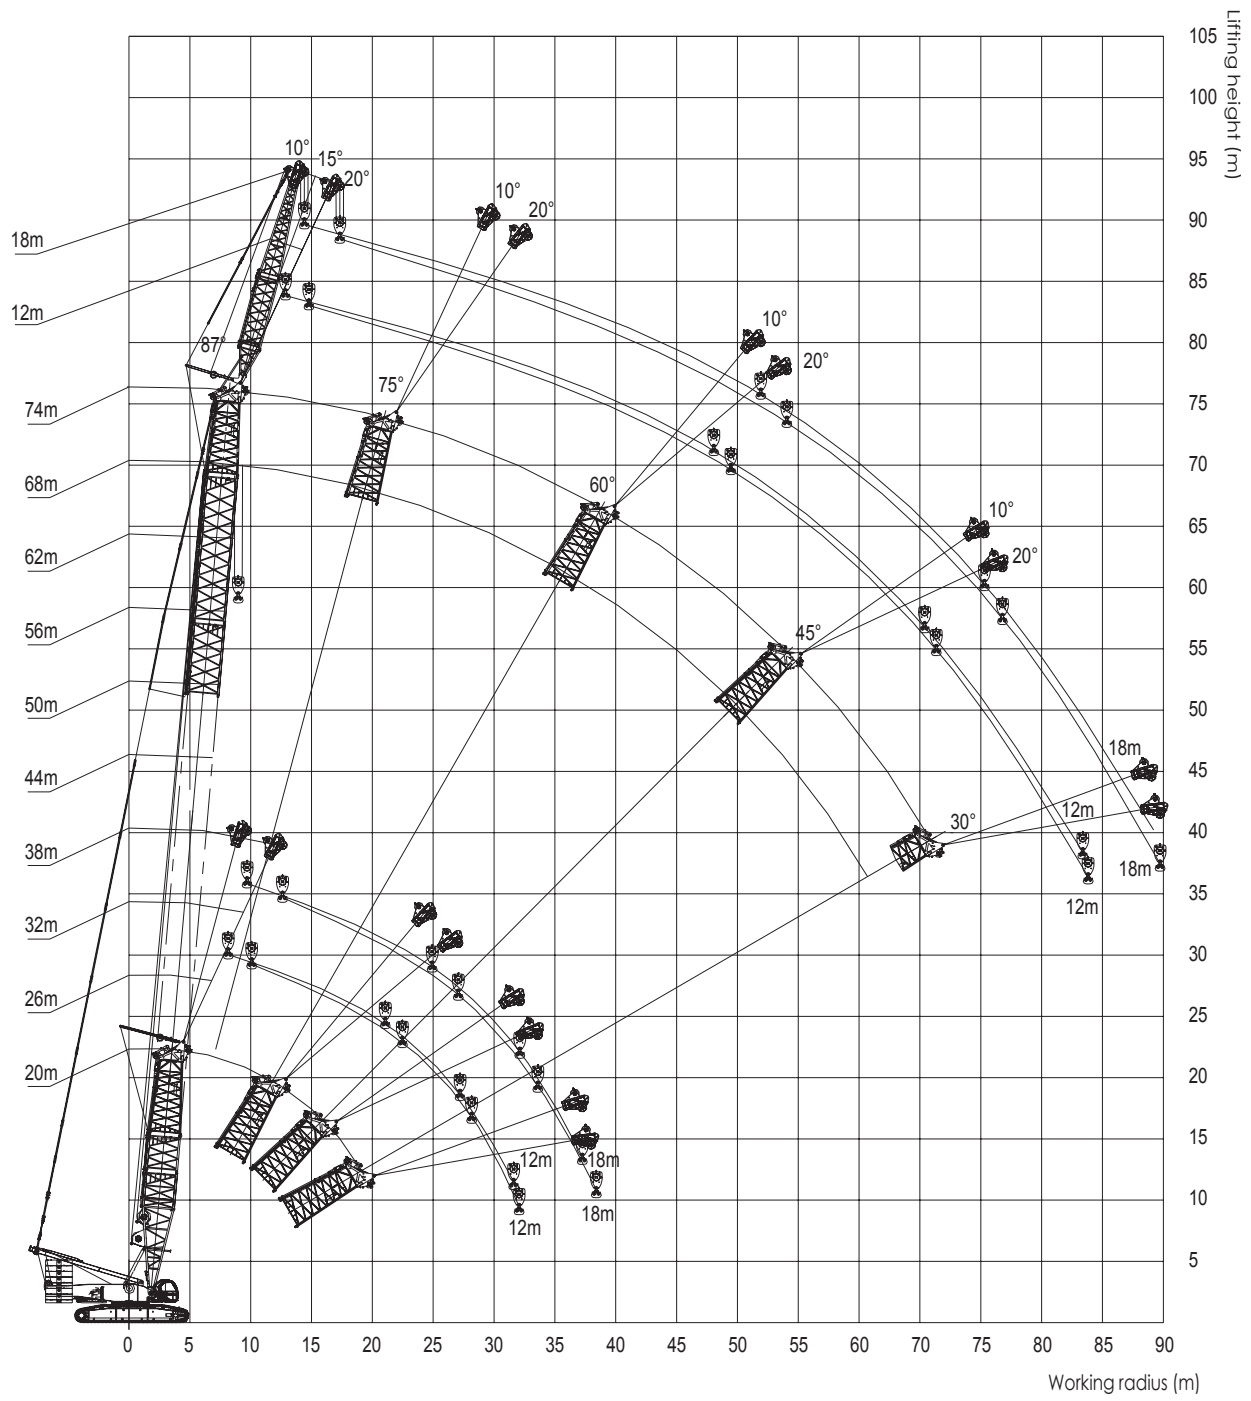 105
Lifting height (m)
100
95
10° 15°
20°
10°
20°
90
18m
85
12m
87°
10°
20°
80
75°
74m
75
68m
70
60°
10°
20°
65
62m
60
56m
45°
55
50m
50
18m
44m
45
12m
30°
40
38m
18m
12m
35
32m
30
26m
25
20m
20
15
12m
18m
18m
12m
10
5
0 5 10 15 20 25 30 35 40 45 50 55 60 65 70 75 80 85 90
Working radius (m)